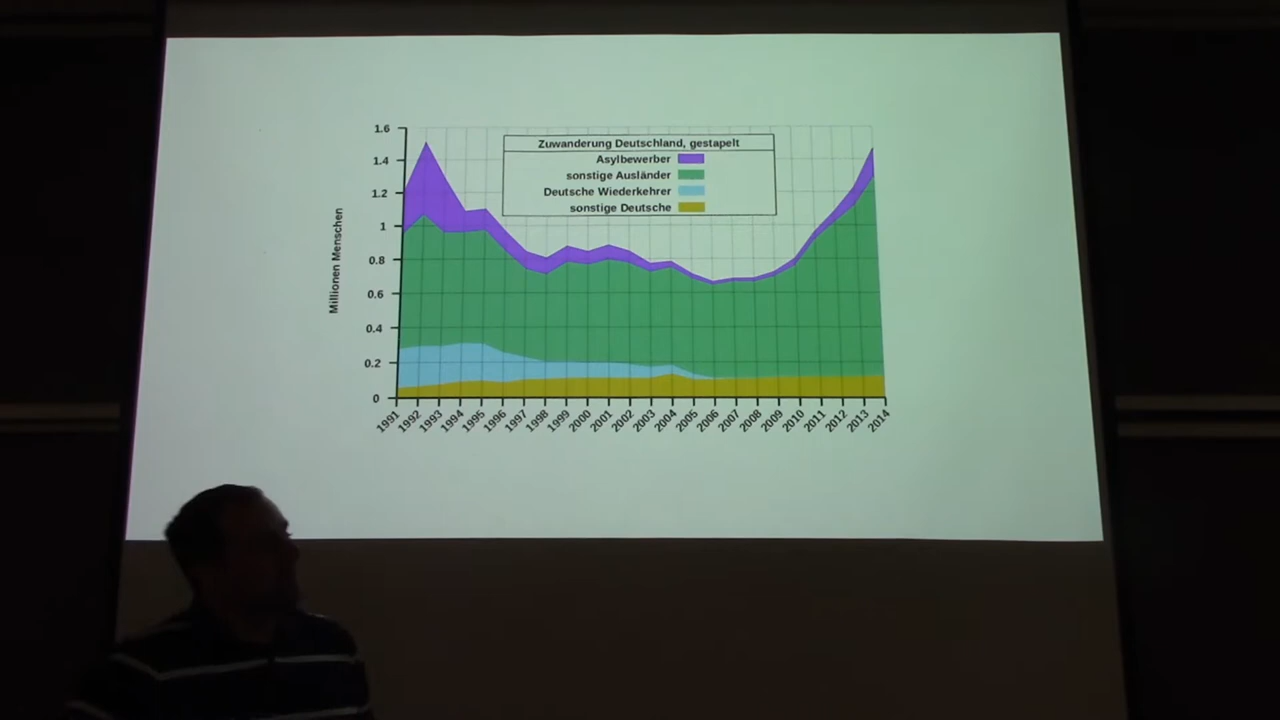 Zuwanderung Deutschland, gestapelt
Asylbewerber
sonstige Ausländer
Deutsche Wiederkehrer
sonstige Deutsche
Millionen Menschen
1.6
1.4
1.2
1
0.8
0.6
0.4
0.2
0
1991 1992 1993 1994 1995 1996 1997 1998 1999 2000 2001 2002 2003 2004 2005 2006 2007 2008 2009 2010 2011 2012 2013 2014